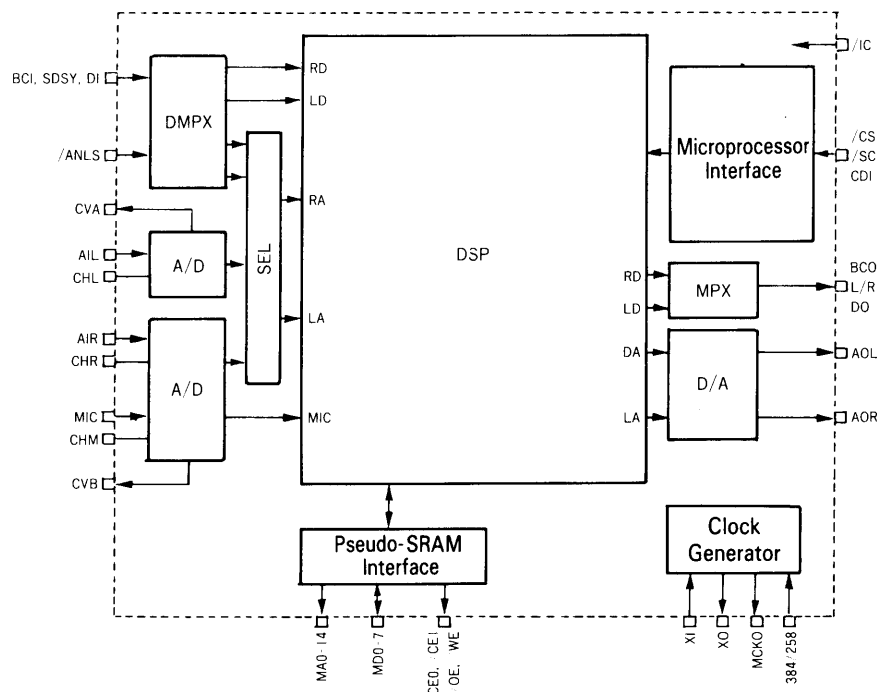 /IC
BCI, SDSY, DI
RD
LD
DMPX
/ANLS
Microprocessor
Interface
/CS
/SC
CDI
CVA
RA
SEL
DSP
AIL
CHL
A/D
RD
LD
MPX
BCO
L/R
DO
LA
AIR
CHR
A/D
DA
LA
D/A
AOL
AOR
MIC
CHM
MIC
CVB
Pseudo-SRAM
Interface
Clock
Generator
MA0-14
MD0-7
CE0, CE1
/OE, WE
XI
XO
MCKO
384/258